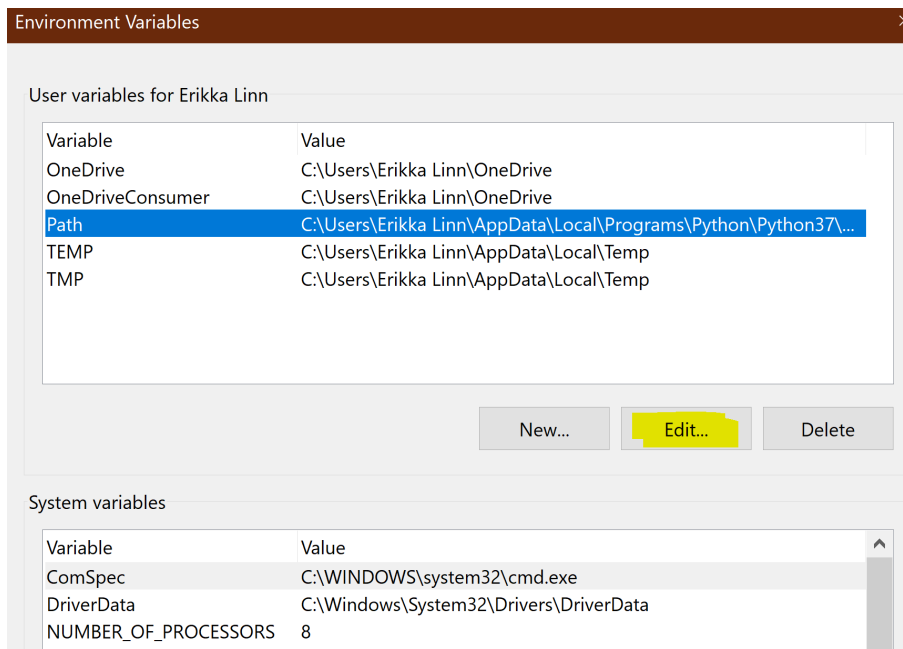 Environment Variables
User variables for Erikka Linn
Variable Value
OneDrive C:\Users\Erikka Linn\OneDrive
OneDriveConsumer C:\Users\Erikka Linn\OneDrive
Path C:\Users\Erikka Linn\AppData\Local\Programs\Python\Python37\...
TEMP C:\Users\Erikka Linn\AppData\Local\Temp
TMP C:\Users\Erikka Linn\AppData\Local\Temp
New... Edit... Delete
System variables
Variable Value
ComSpec C:\WINDOWS\system32\cmd.exe
DriverData C:\Windows\System32\Drivers\DriverData
NUMBER_OF_PROCESSORS 8